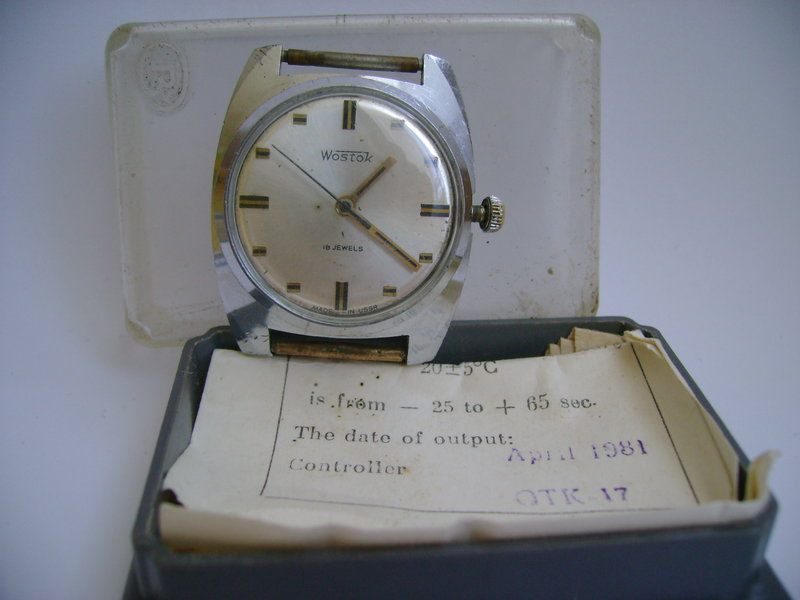 Wostok
18 JEWELS
MADE IN USSR
20±5°C
is from — 25 to + 65 sec.
The date of output:
April 1981
Controller
OTK-17